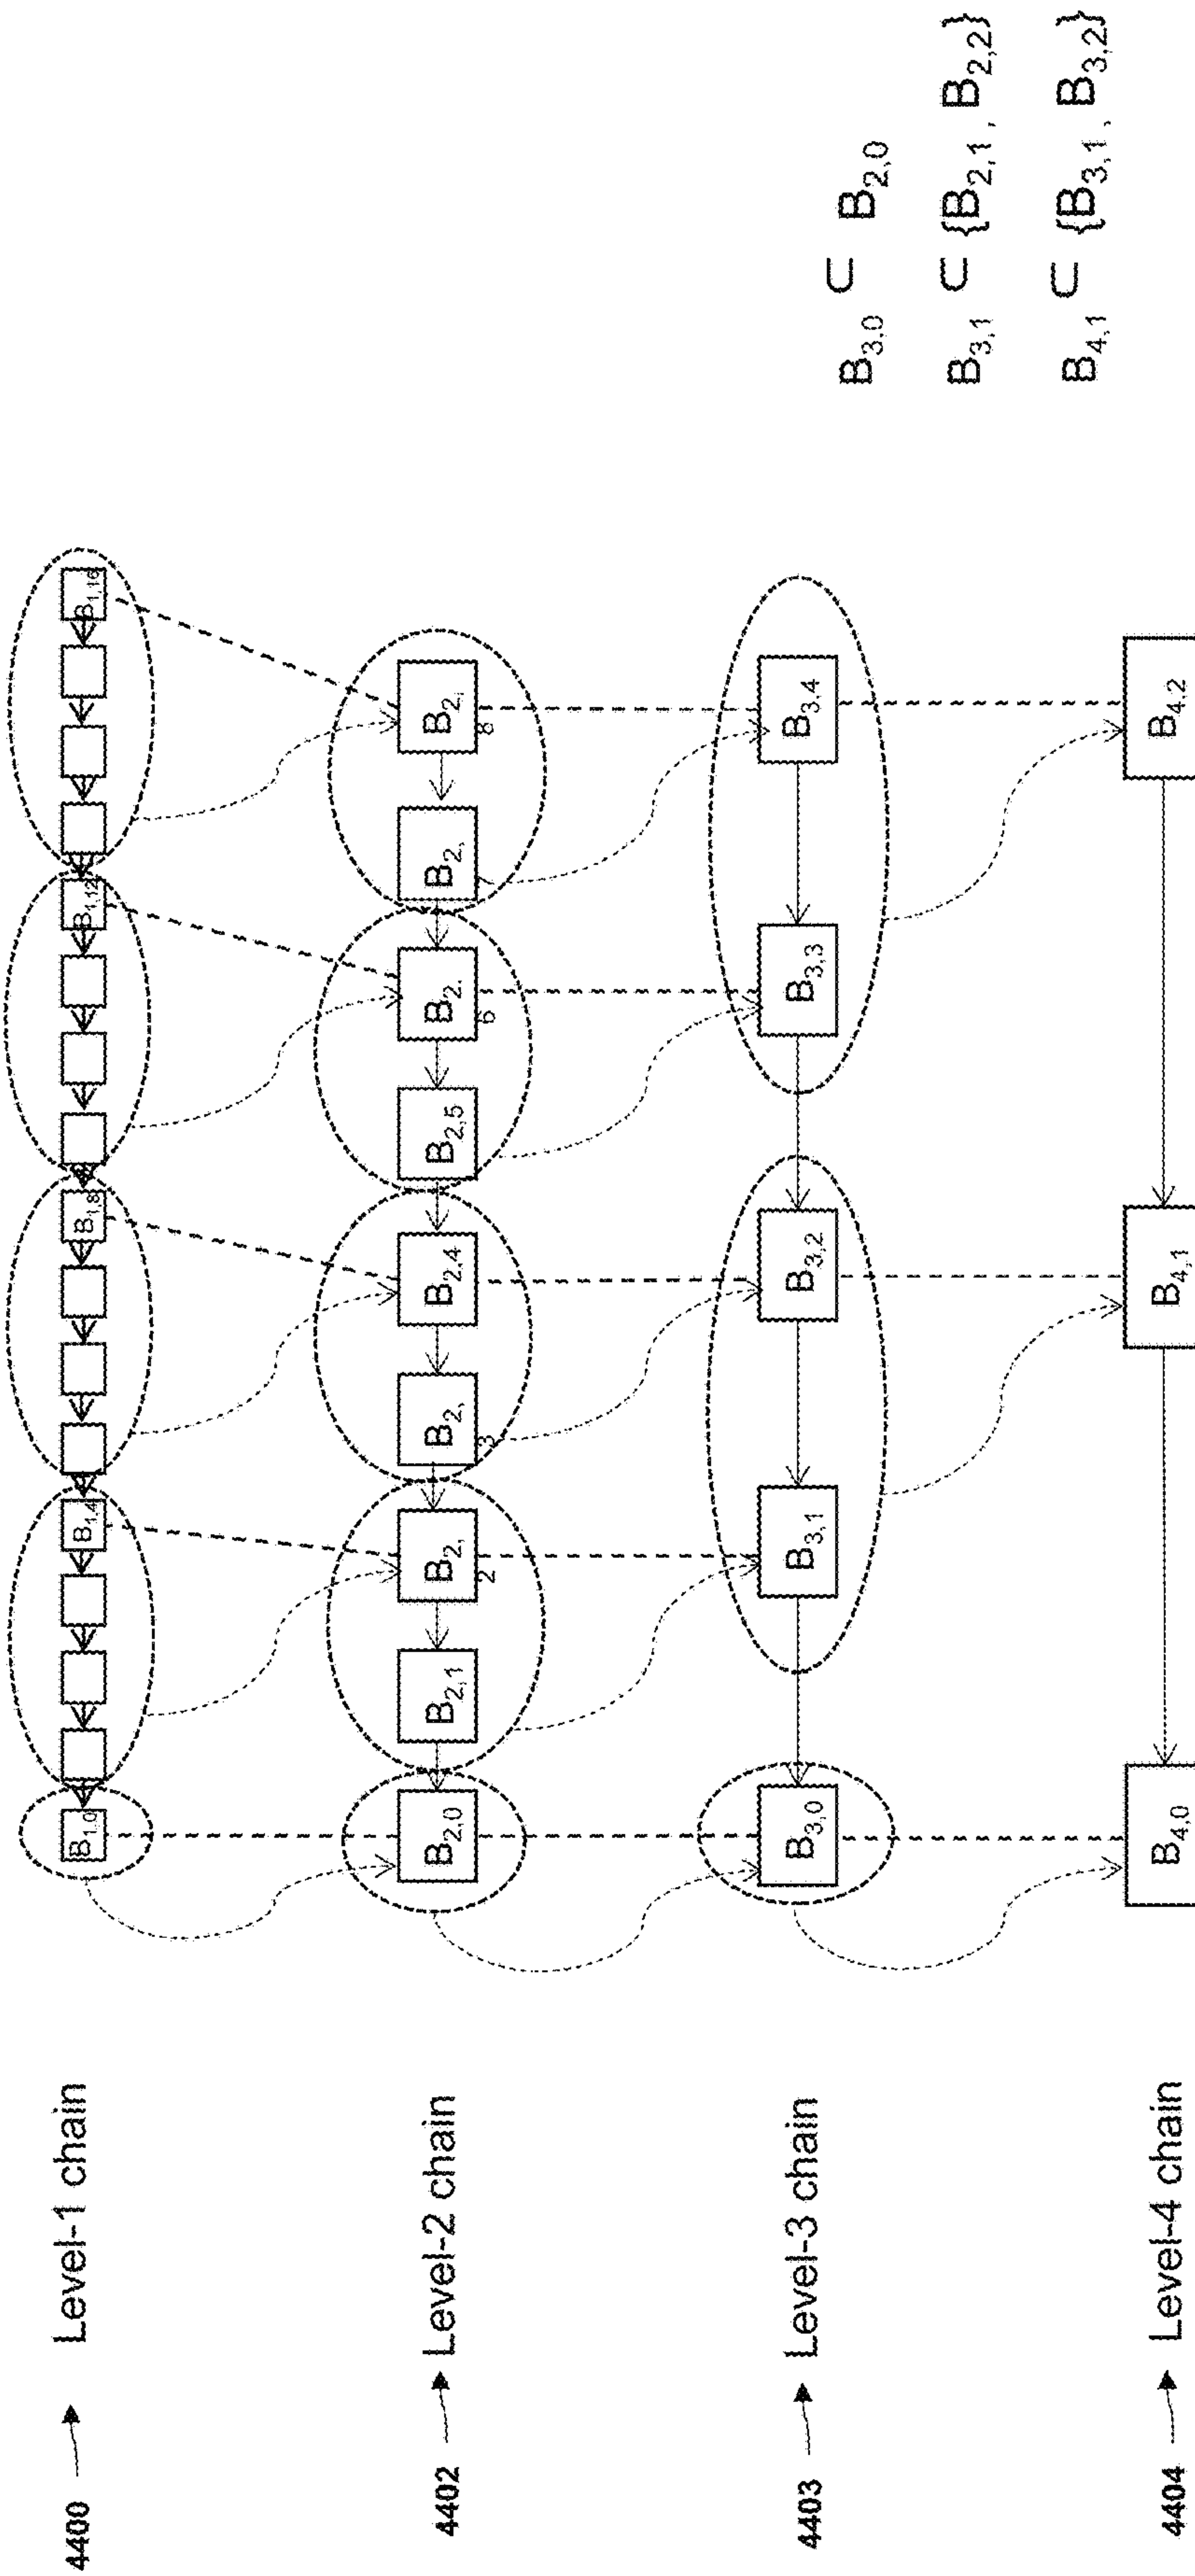 4400 Level-1 chain
B1,0 B1,4 B1,8 B1,12 B1,16
4402 Level-2 chain
B2,0 B2,1 B2,2 B2,3 B2,4 B2,5 B2,6 B2,7 B2,8
4403 Level-3 chain
B3,0 B3,1 B3,2 B3,3 B3,4
4404 Level-4 chain
B4,0 B4,1 B4,2
B3,0 ⊂ B2,0
B3,1 ⊂ {B2,1, B2,2}
B4,1 ⊂ {B3,1, B3,2}